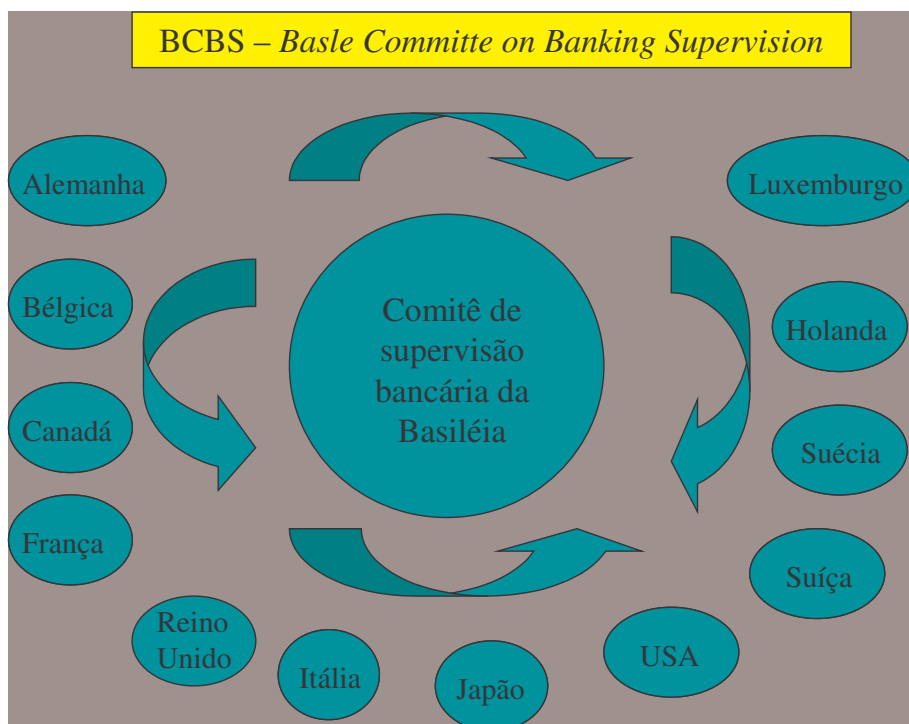 BCBS – Basle Committe on Banking Supervision
Alemanha
Luxemburgo
Bélgica
Holanda
Comitê de
supervisão
bancária da
Basiléia
Canadá
Suécia
França
Suíça
Reino
Unido
Itália
Japão
USA